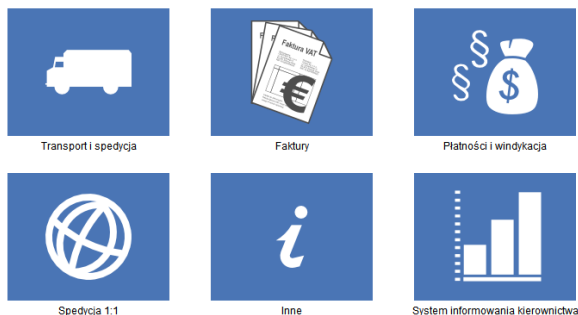 Faktura VAT
§
§
$
€
Transport i spedycja
Faktury
Płatności i windykacja
i
Spedycja 1:1
Inne
System informowania kierownictwa